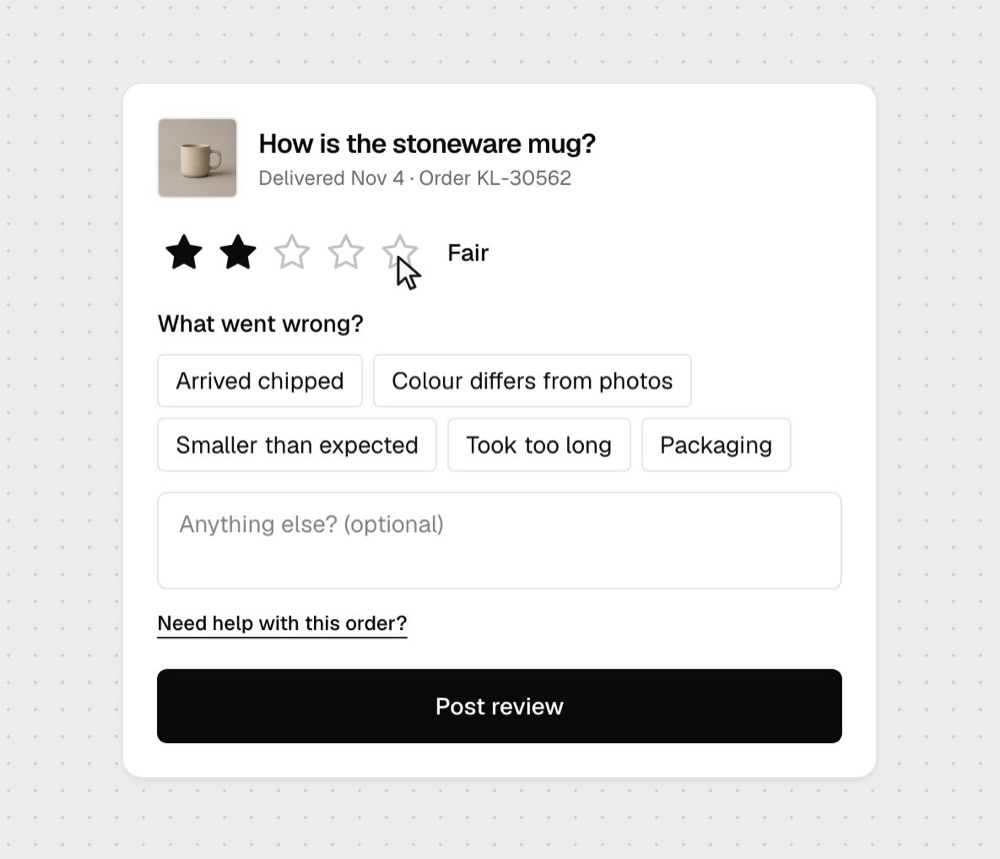 How is the stoneware mug?
Delivered Nov 4 · Order KL-30562
Fair
What went wrong?
Arrived chipped
Colour differs from photos
Smaller than expected
Took too long
Packaging
Anything else? (optional)
Need help with this order?
Post review